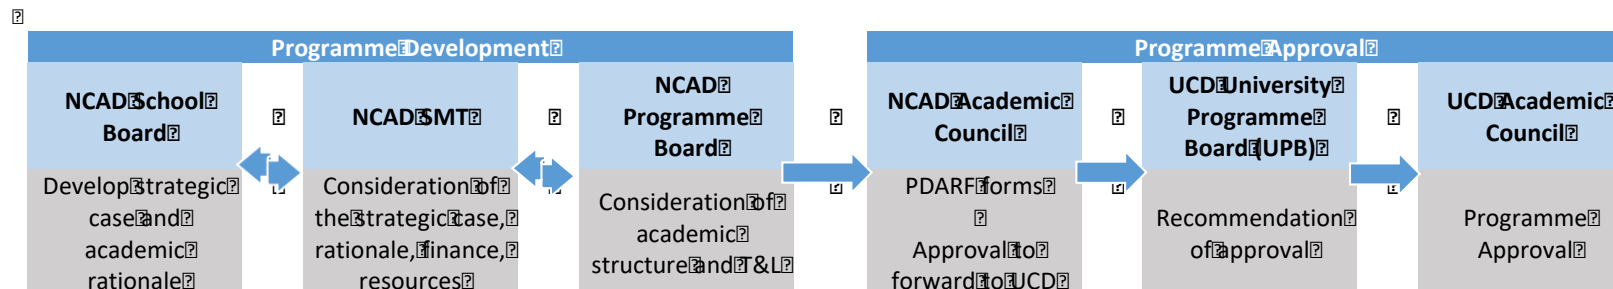 Programme Development
Programme Approval
NCAD School
Board
NCAD SMT
NCAD
Programme
Board
NCAD Academic
Council
UCD University
Programme
Board (UPB)
UCD Academic
Council
Develop strategic
case and
academic
rationale
Consideration of
the strategic case,
rationale, finance,
resources
Consideration of
academic
structure and T&L
PDARF forms
Approval to
forward to UCD
Recommendation
of approval
Programme
Approval